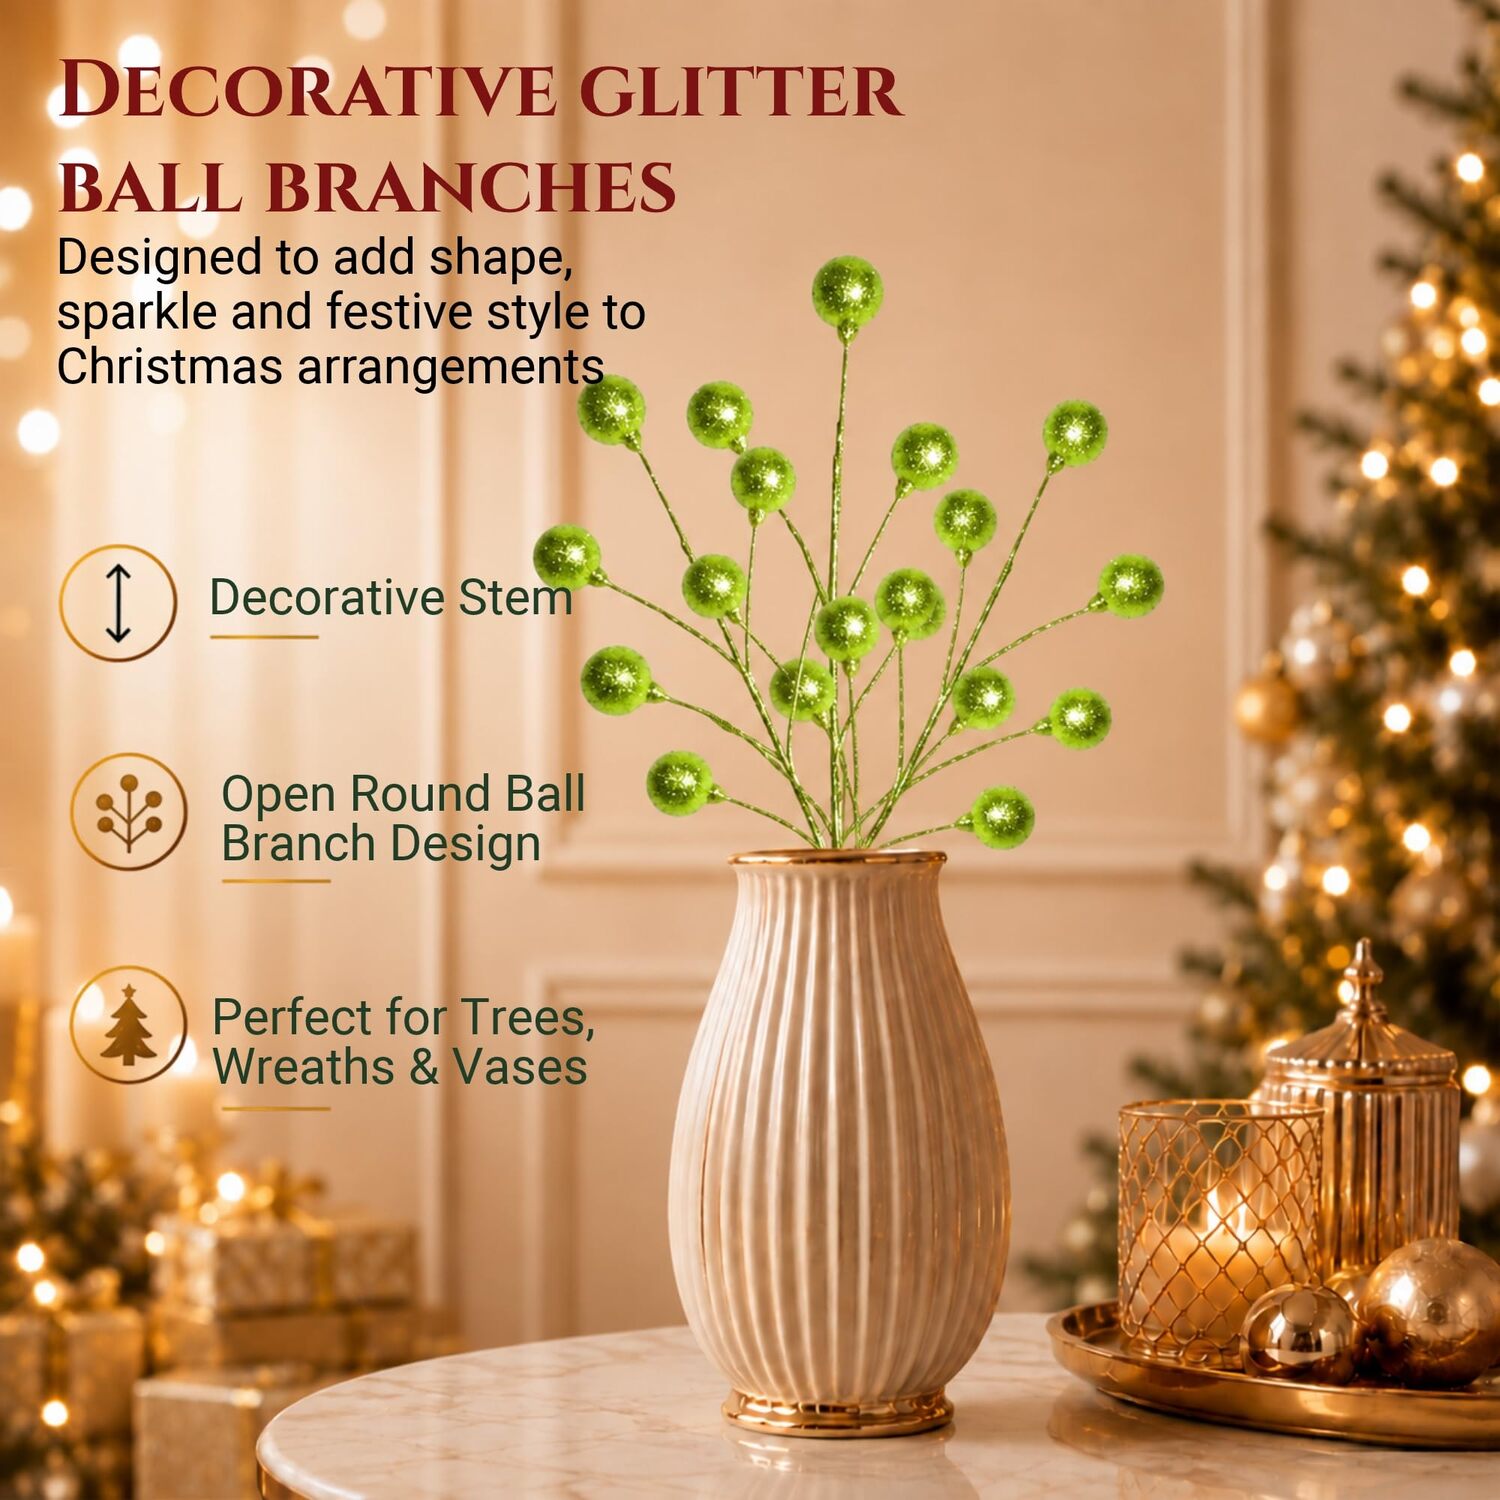 Decorative glitter
ball branches
Designed to add shape,
sparkle and festive style to
Christmas arrangements
Decorative Stem
Open Round Ball
Branch Design
Perfect for Trees,
Wreaths & Vases